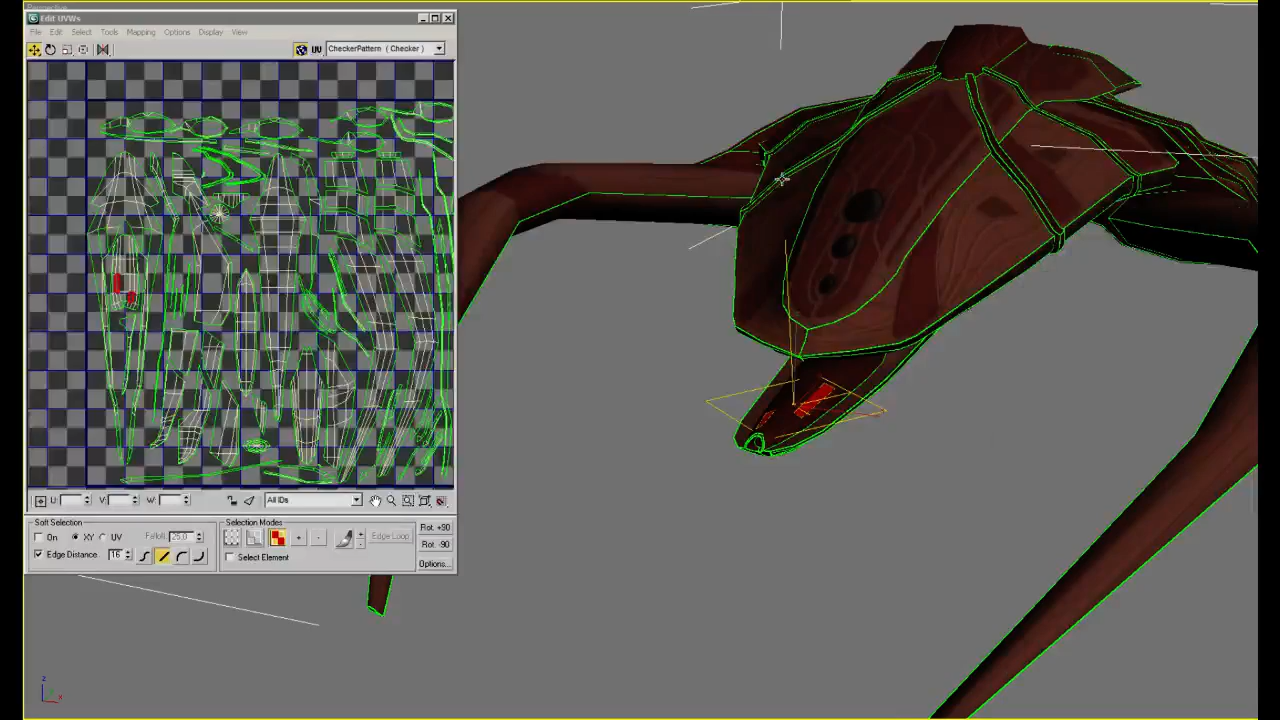 Perspective
Edit UVWs
File Edit Select Tools Mapping Options Display View
UV CheckerPattern ( Checker )
U: V: W: All IDs
Soft Selection
On XY UV Falloff: 25.0
Edge Distance 16
Selection Modes
+ - Edge Loop
Select Element
Rot. +90
Rot. -90
Options...
z
x